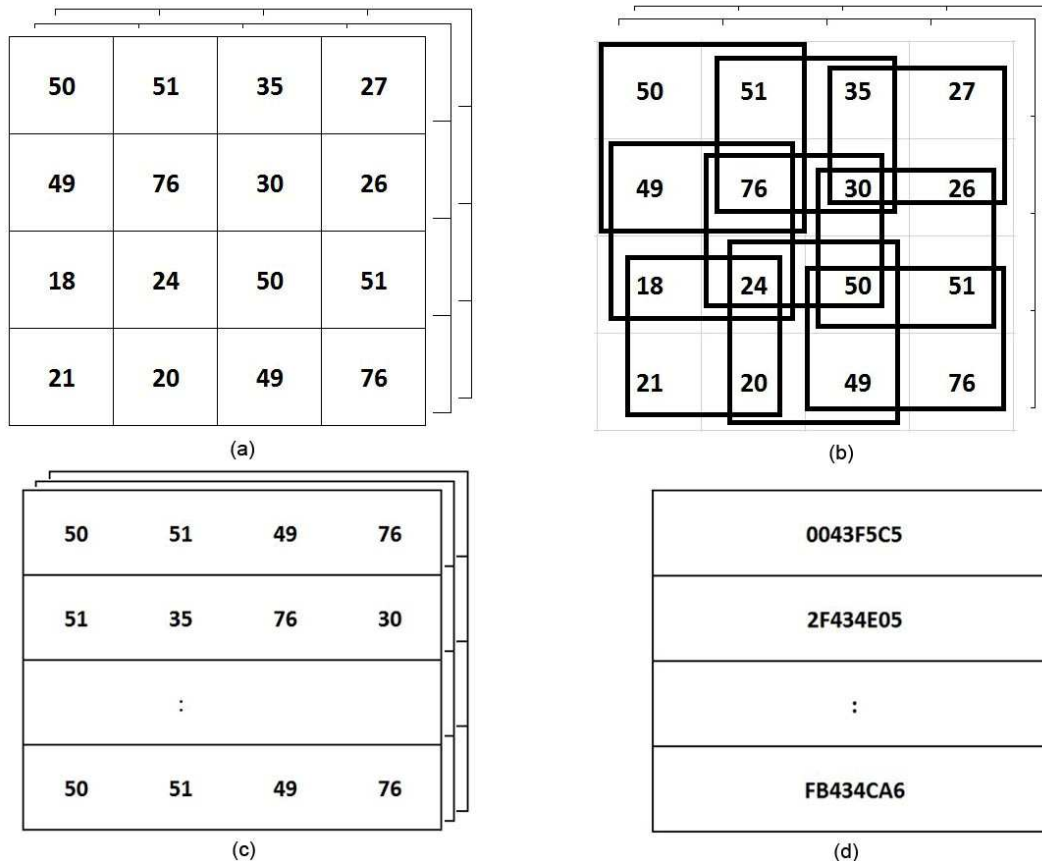 50 51 35 27
49 76 30 26
18 24 50 51
21 20 49 76
(a)
50 51 35 27
49 76 30 26
18 24 50 51
21 20 49 76
(b)
50 51 49 76
51 35 76 30
:
50 51 49 76
(c)
0043F5C5
2F434E05
:
FB434CA6
(d)